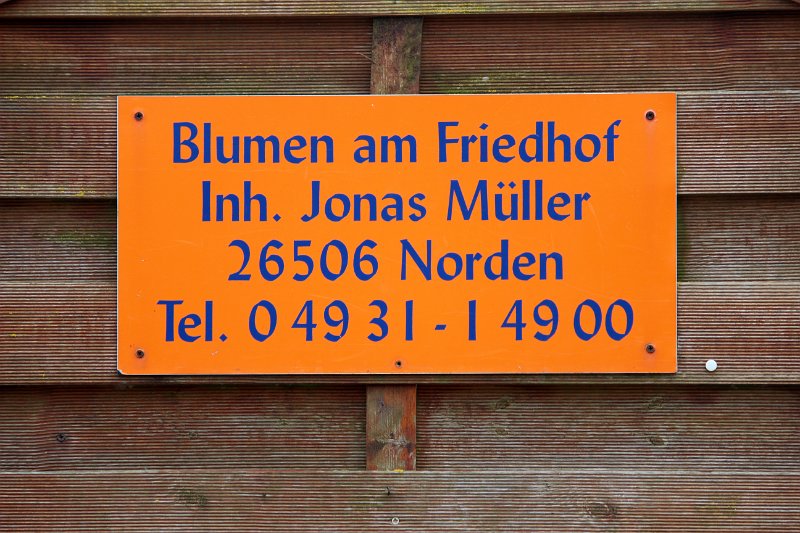 Blumen am Friedhof
Inh. Jonas Müller
26506 Norden
Tel. 0 49 31 - 1 49 00